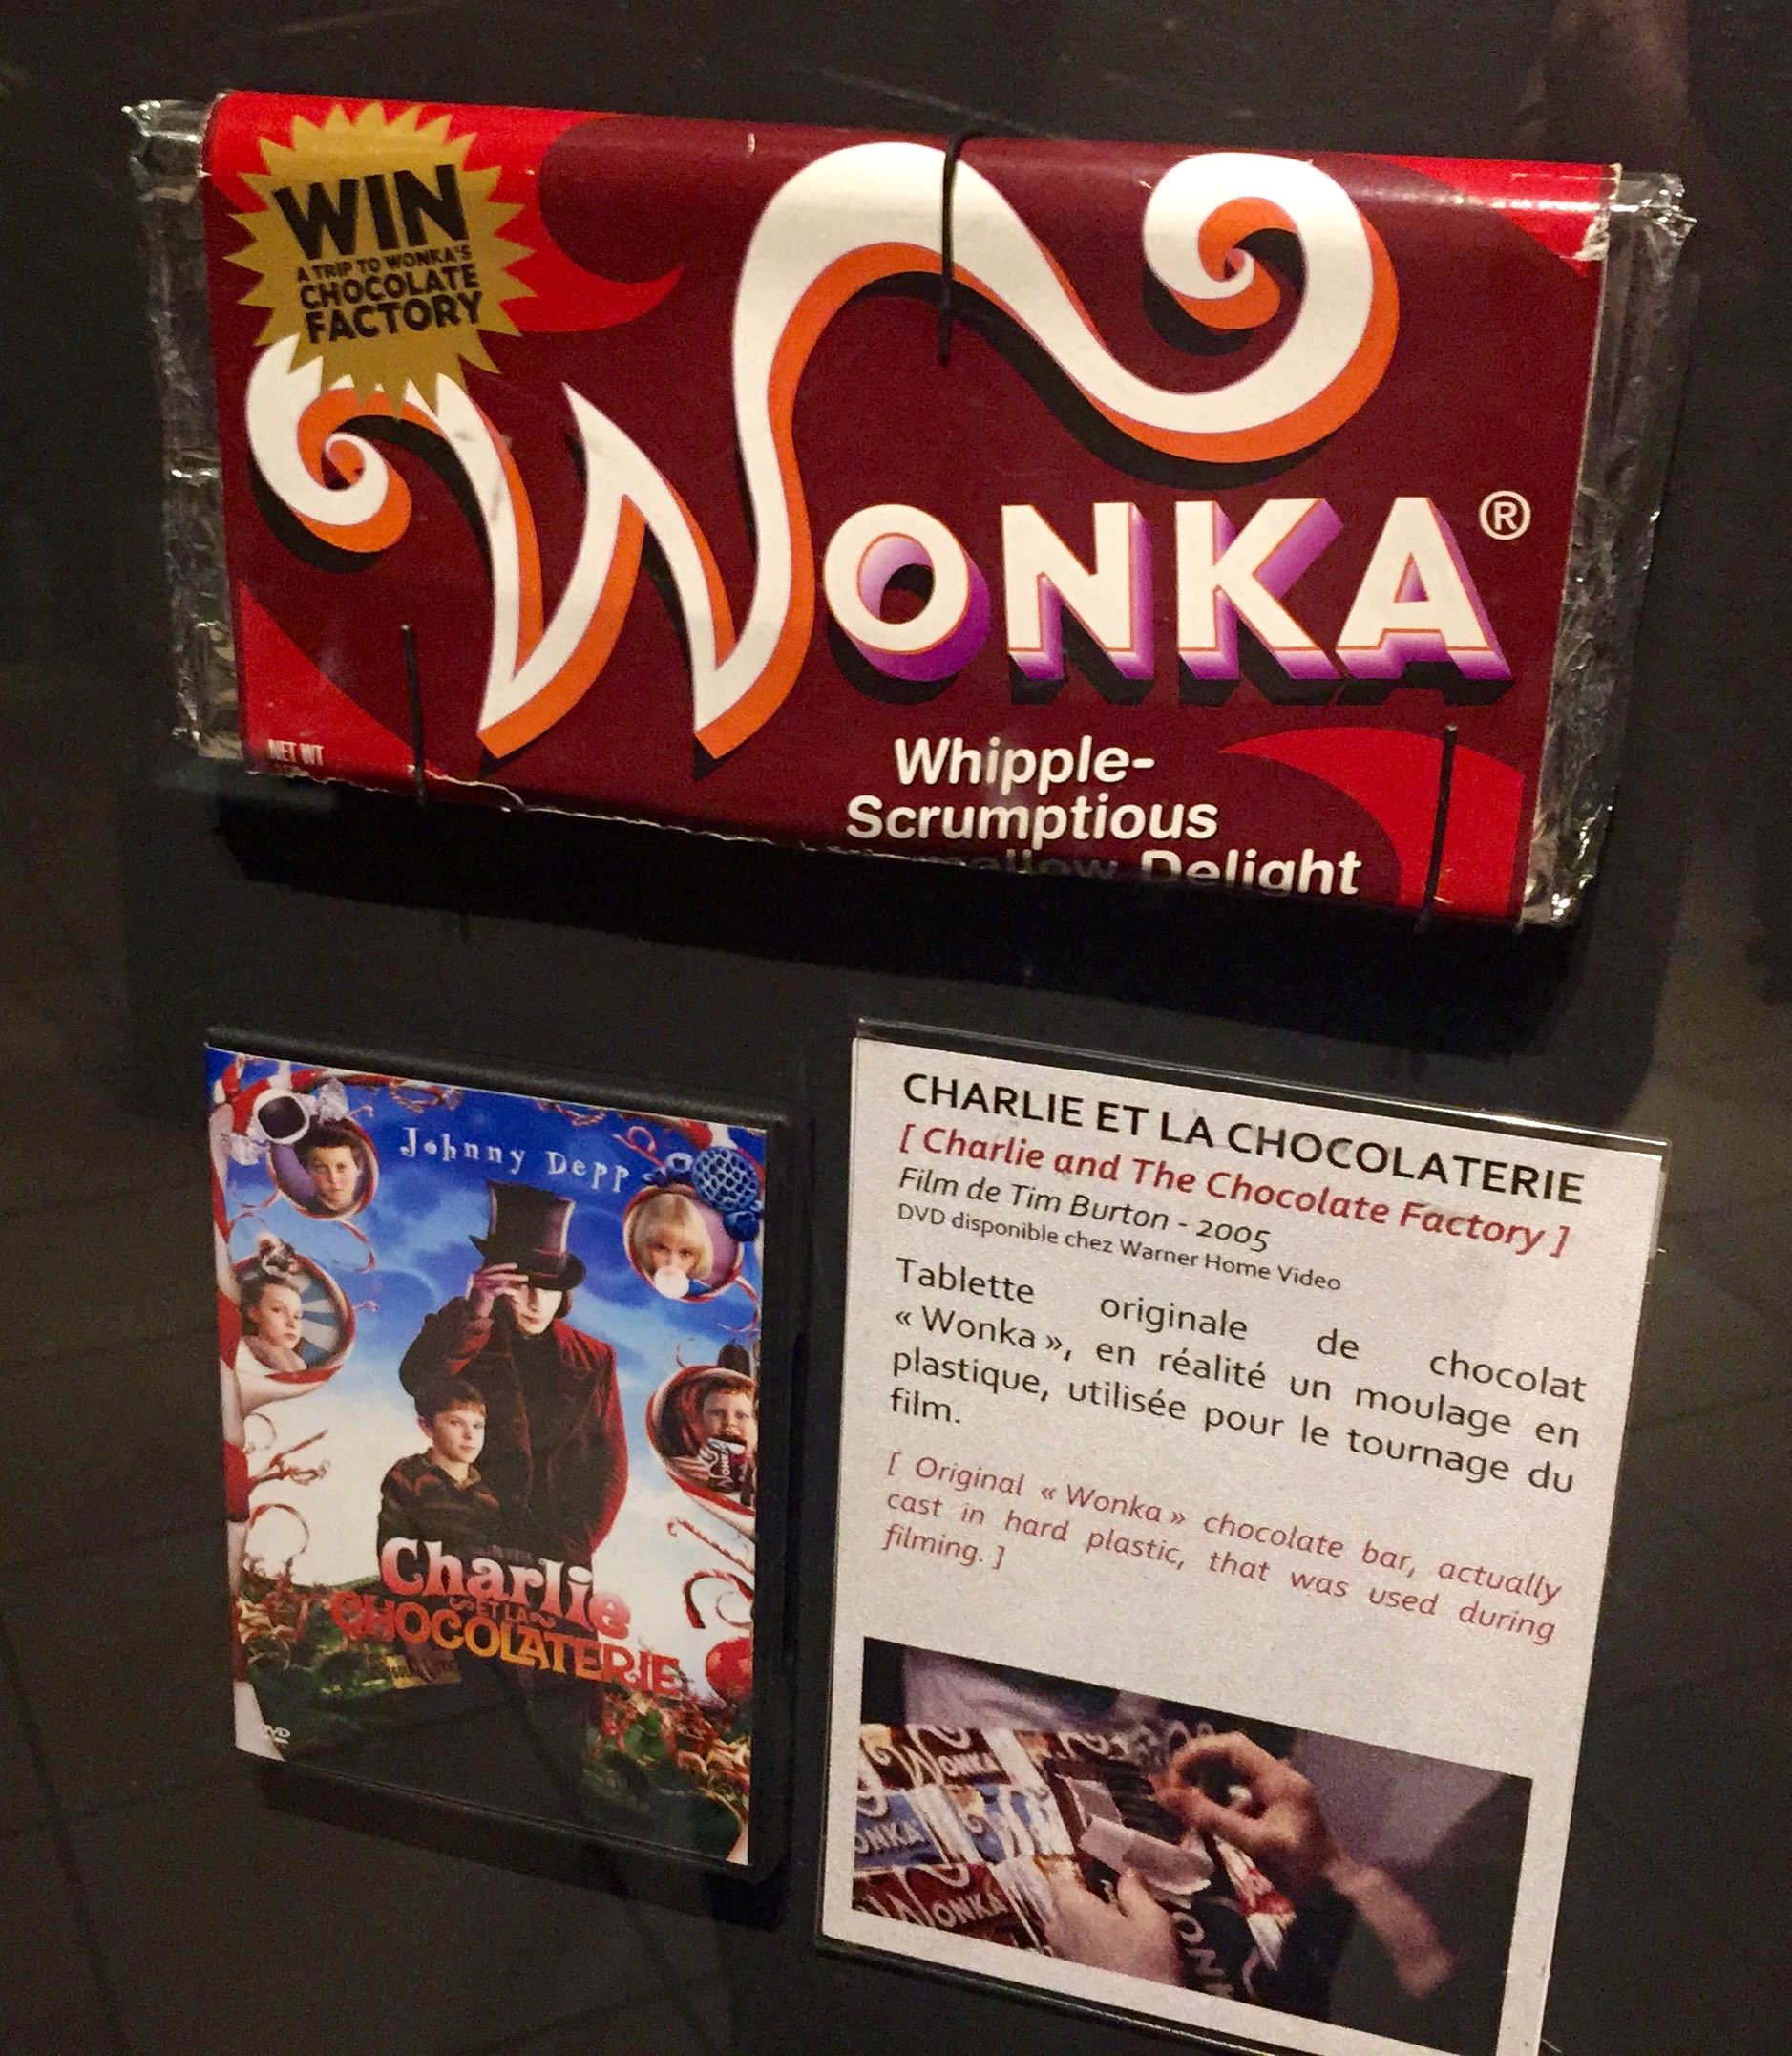 WIN
A TRIP TO WONKA'S
CHOCOLATE
FACTORY
WONKA®
NET WT
Whipple-
Scrumptious
Delight
Johnny Depp
Charlie
ET LA
CHOCOLATERIE
DVD
CHARLIE ET LA CHOCOLATERIE
[ Charlie and The Chocolate Factory ]
Film de Tim Burton - 2005
DVD disponible chez Warner Home Video
Tablette originale de chocolat
« Wonka », en réalité un moulage en
plastique, utilisée pour le tournage du
film.
[ Original « Wonka » chocolate bar, actually
cast in hard plastic, that was used during
filming. ]
WONKA
WONKA